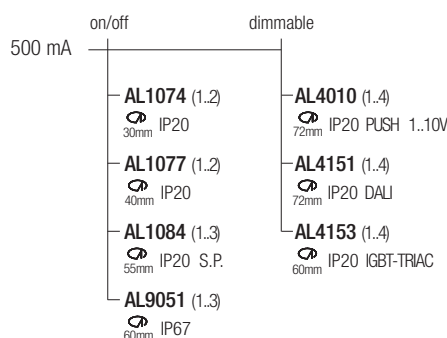 on/off dimmable
500 mA
AL1074 (1..2)
30mm IP20
AL1077 (1..2)
40mm IP20
AL1084 (1..3)
55mm IP20 S.P.
AL9051 (1..3)
60mm IP67
AL4010 (1..4)
72mm IP20 PUSH 1..10V
AL4151 (1..4)
72mm IP20 DALI
AL4153 (1..4)
60mm IP20 IGBT-TRIAC